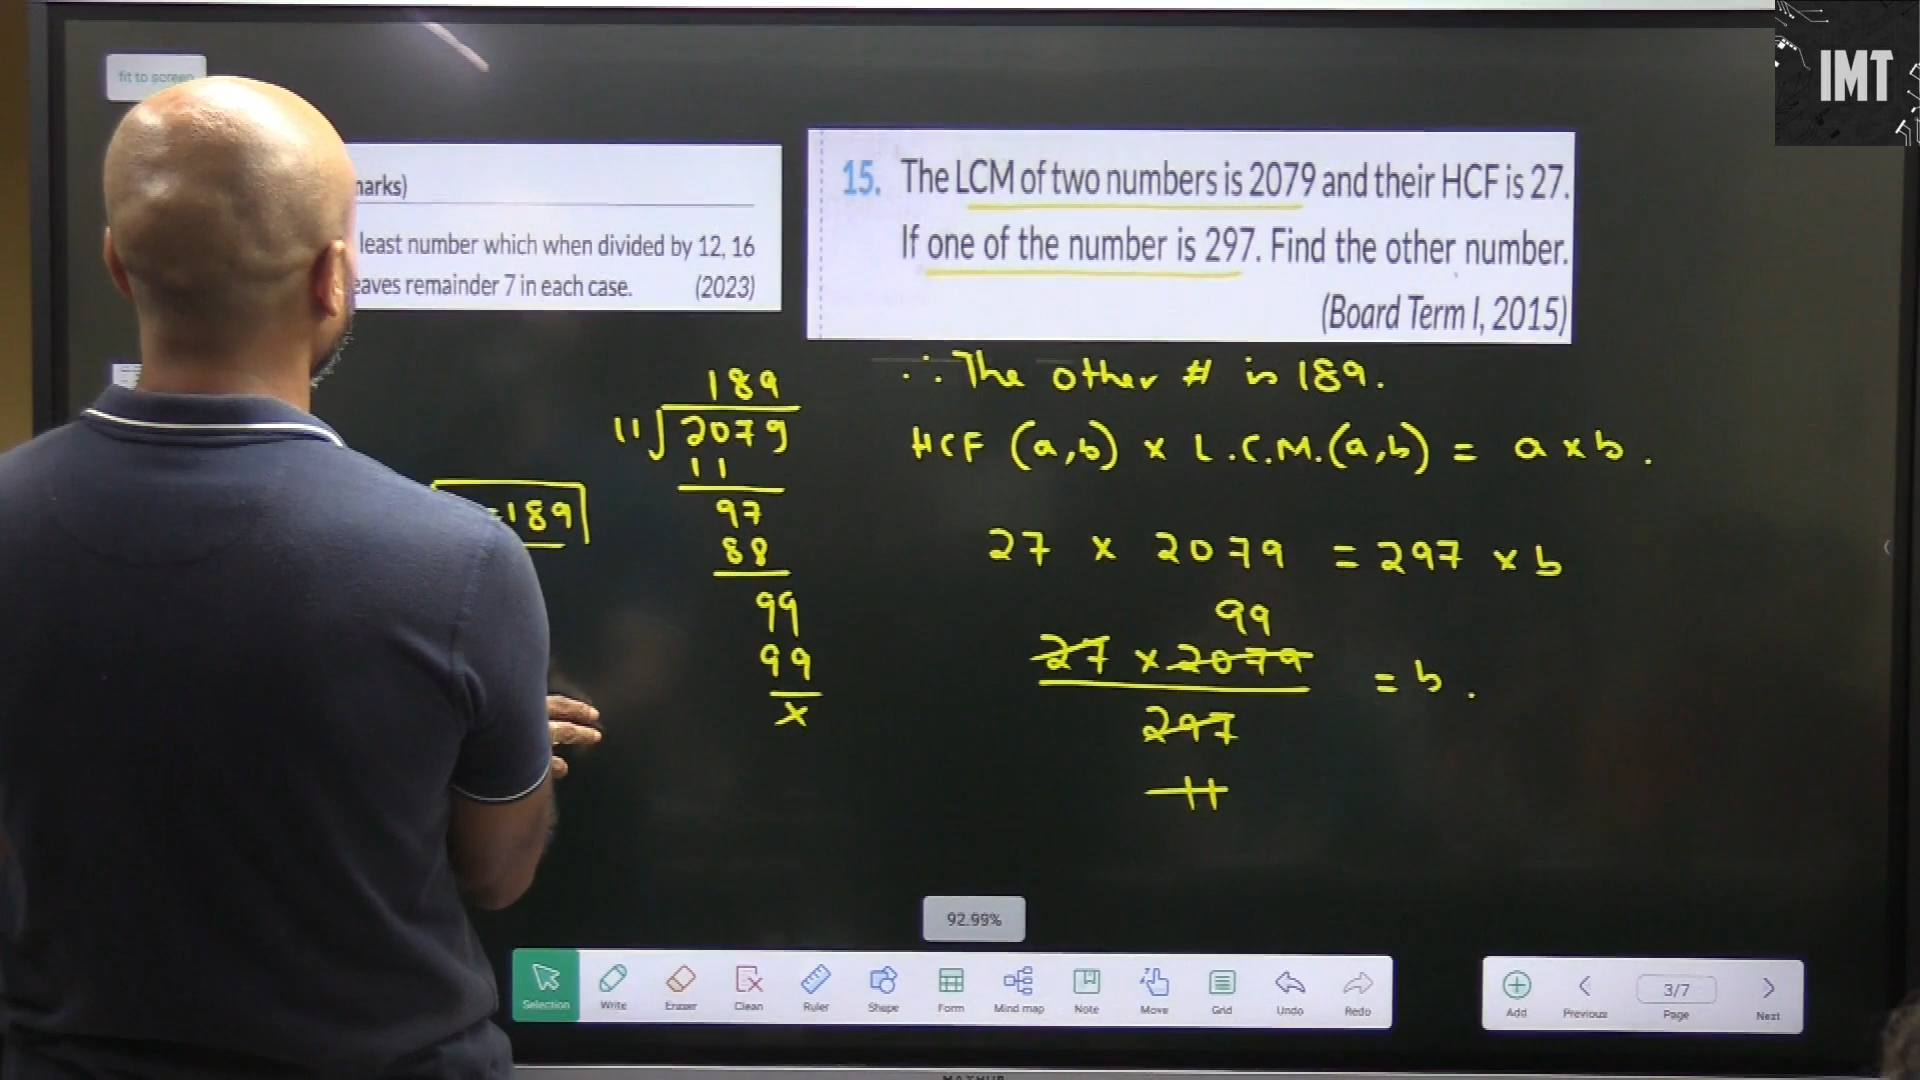 fit to screen
IMT
marks)
least number which when divided by 12, 16
leaves remainder 7 in each case. (2023)
15. The LCM of two numbers is 2079 and their HCF is 27.
If one of the number is 297. Find the other number.
(Board Term I, 2015)
∴ The other # is 189.
HCF (a,b) × L.C.M.(a,b) = a × b.
27 × 2079 = 297 × b
99
27 × 2079 = b.
297
11
189
11 2079
11
97
88
99
99
×
=189
92.99%
Selection Write Eraser Clean Ruler Shape Form Mind map Note Move Grid Undo Redo
Add Previous 3/7 Page Next